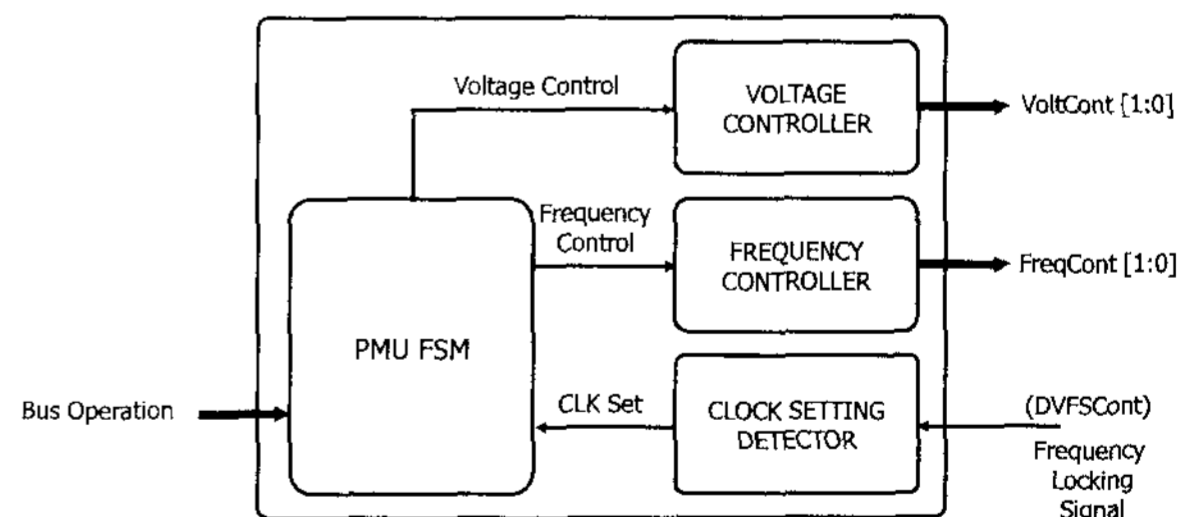 Voltage Control
VOLTAGE
CONTROLLER
VoltCont [1:0]
Frequency
Control
FREQUENCY
CONTROLLER
FreqCont [1:0]
PMU FSM
Bus Operation
CLK Set
CLOCK SETTING
DETECTOR
(DVFSCont)
Frequency
Locking
Signal